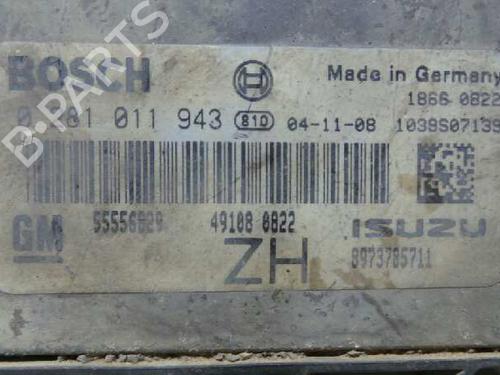 B-PARTS
BOSCH
Made in Germany
1866 0822
0 281 011 943 810 04-11-08 1039S07139
GM 55556829 49108 0822 ISUZU
ZH 8973785711